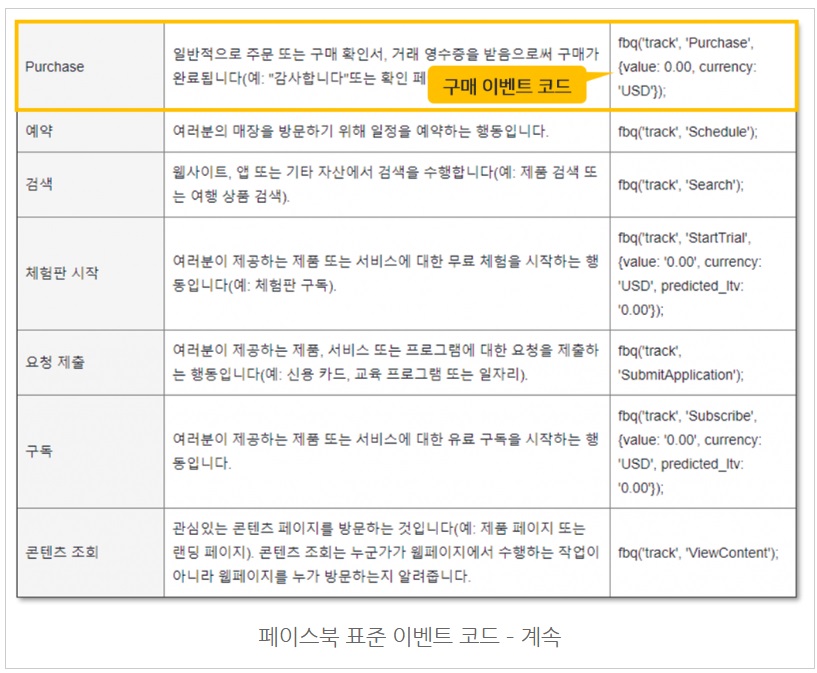 Purchase
일반적으로 주문 또는 구매 확인서, 거래 영수증을 받음으로써 구매가
완료됩니다(예: "감사합니다"또는 확인 페
fbq('track', 'Purchase',
{value: 0.00, currency:
'USD'});
구매 이벤트 코드
예약
여러분의 매장을 방문하기 위해 일정을 예약하는 행동입니다.
fbq('track', 'Schedule');
검색
웹사이트, 앱 또는 기타 자산에서 검색을 수행합니다(예: 제품 검색 또
는 여행 상품 검색).
fbq('track', 'Search');
체험판 시작
여러분이 제공하는 제품 또는 서비스에 대한 무료 체험을 시작하는 행
동입니다(예: 체험판 구독).
fbq('track', 'StartTrial',
{value: '0.00', currency:
'USD', predicted_ltv:
'0.00'});
요청 제출
여러분이 제공하는 제품, 서비스 또는 프로그램에 대한 요청을 제출하
는 행동입니다(예: 신용 카드, 교육 프로그램 또는 일자리).
fbq('track',
'SubmitApplication');
구독
여러분이 제공하는 제품 또는 서비스에 대한 유료 구독을 시작하는 행
동입니다.
fbq('track', 'Subscribe',
{value: '0.00', currency:
'USD', predicted_ltv:
'0.00'});
콘텐츠 조회
관심있는 콘텐츠 페이지를 방문하는 것입니다(예: 제품 페이지 또는
랜딩 페이지). 콘텐츠 조회는 누군가가 웹페이지에서 수행하는 작업이
아니라 웹페이지를 누가 방문하는지 알려줍니다.
fbq('track', 'ViewContent');
페이스북 표준 이벤트 코드 - 계속